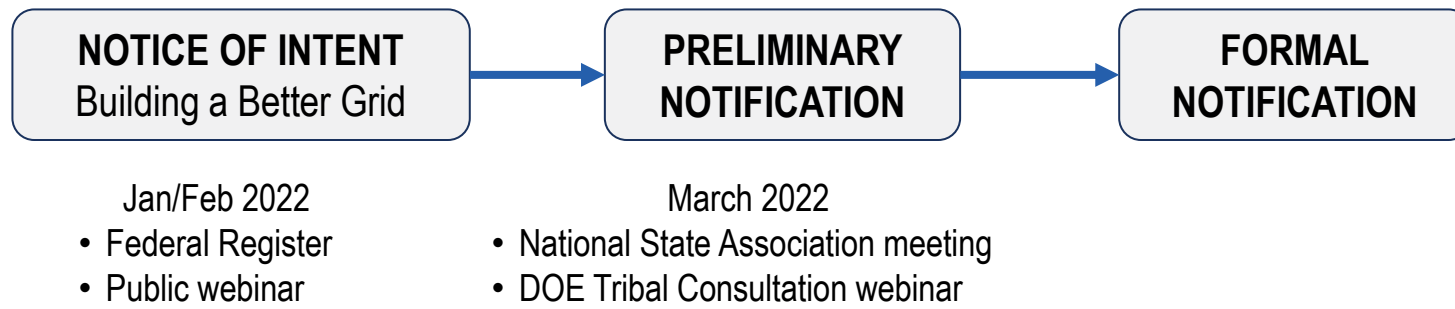 NOTICE OF INTENT
Building a Better Grid
PRELIMINARY
NOTIFICATION
FORMAL
NOTIFICATION
Jan/Feb 2022
• Federal Register
• Public webinar
March 2022
• National State Association meeting
• DOE Tribal Consultation webinar